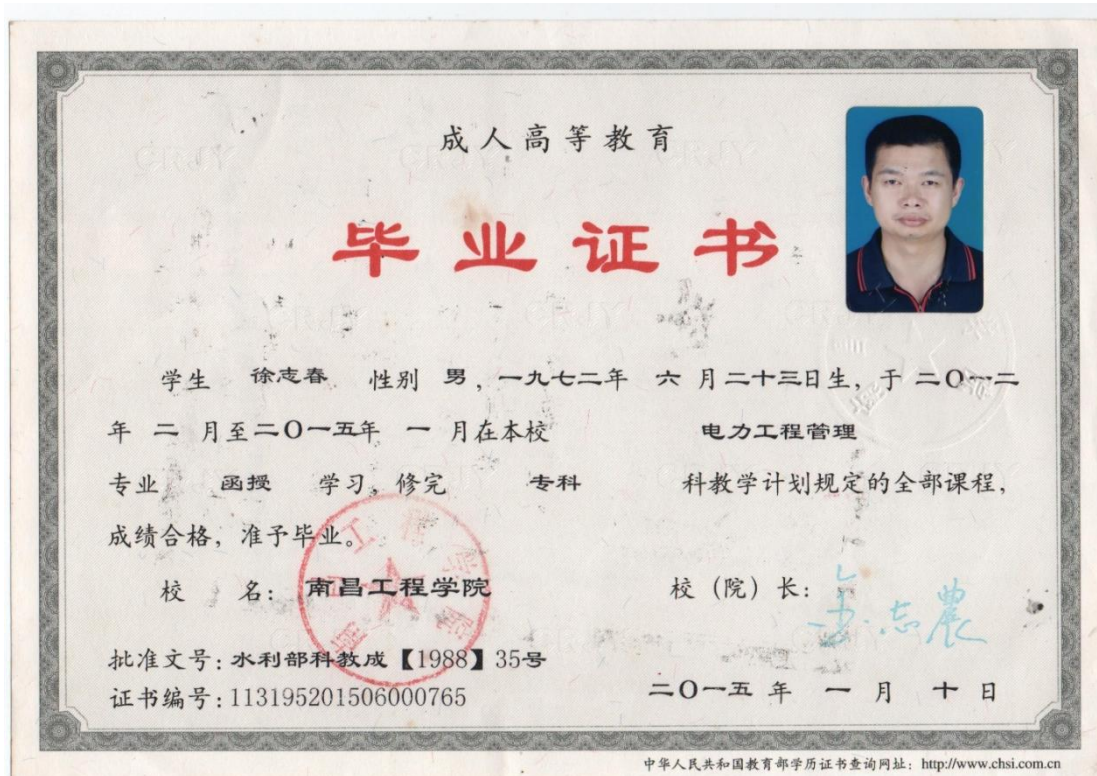 成人高等教育
毕业证书
学生 徐志春 性别 男，一九七二年 六 月二十三日生，于 二〇一二
年 二 月至二〇一五年 一 月在本校 电力工程管理
专业 函授 学习，修完 专科 科教学计划规定的全部课程，
成绩合格，准予毕业。
校 名：南昌工程学院 校（院）长：金志農
批准文号：水利部科教成【1988】35号
证书编号：113195201506000765 二〇一五 年 一 月 十 日
中华人民共和国教育部学历证书查询网址：http://www.chsi.com.cn